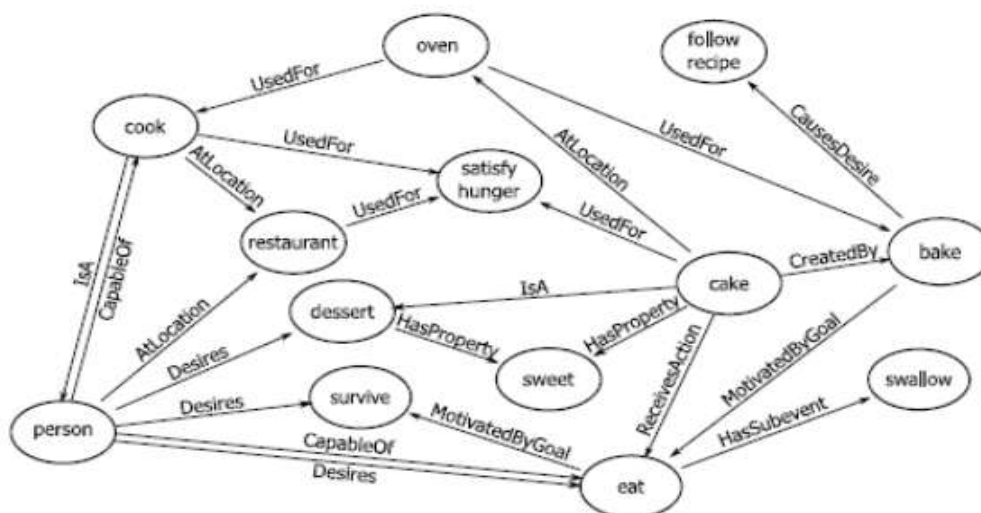 oven
follow
recipe
UsedFor
cook
UsedFor
AtLocation
UsedFor
CausesDesire
AtLocation
satisfy
hunger
UsedFor
restaurant
UsedFor
CreatedBy
bake
IsA
CapableOf
IsA
cake
dessert
HasProperty
HasProperty
AtLocation
Desires
sweet
ReceivesAction
MotivatedByGoal
swallow
survive
Desires
person
MotivatedByGoal
HasSubevent
CapableOf
Desires
eat